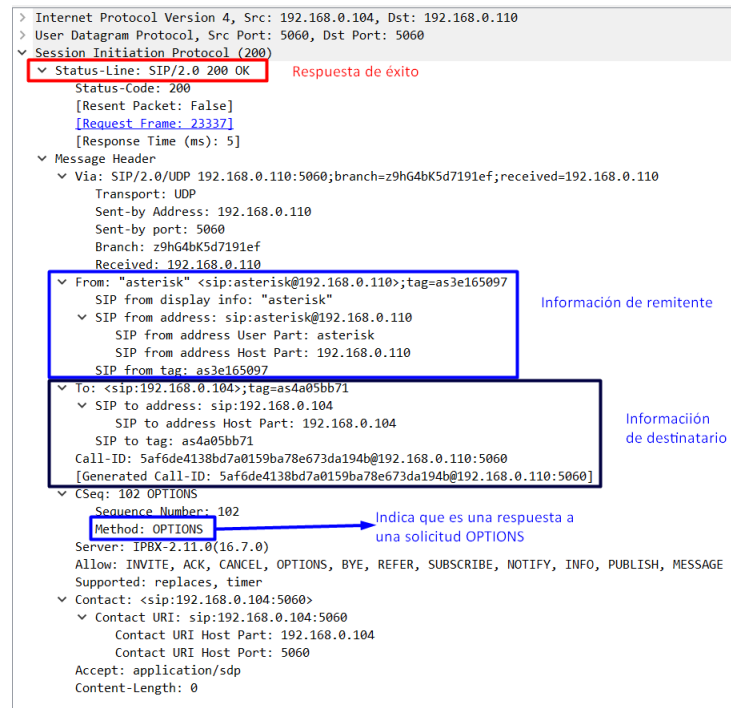 Internet Protocol Version 4, Src: 192.168.0.104, Dst: 192.168.0.110
User Datagram Protocol, Src Port: 5060, Dst Port: 5060
Session Initiation Protocol (200)
Status-Line: SIP/2.0 200 OK Respuesta de éxito
Status-Code: 200
[Resent Packet: False]
[Request Frame: 23337]
[Response Time (ms): 5]
Message Header
Via: SIP/2.0/UDP 192.168.0.110:5060;branch=z9hG4bK5d7191ef;received=192.168.0.110
Transport: UDP
Sent-by Address: 192.168.0.110
Sent-by port: 5060
Branch: z9hG4bK5d7191ef
Received: 192.168.0.110
From: "asterisk" <sip:asterisk@192.168.0.110>;tag=as3e165097
SIP from display info: "asterisk" Información de remitente
SIP from address: sip:asterisk@192.168.0.110
SIP from address User Part: asterisk
SIP from address Host Part: 192.168.0.110
SIP from tag: as3e165097
To: <sip:192.168.0.104>;tag=as4a05bb71
SIP to address: sip:192.168.0.104
SIP to address Host Part: 192.168.0.104 Informaciión
SIP to tag: as4a05bb71 de destinatario
Call-ID: 5af6de4138bd7a0159ba78e673da194b@192.168.0.110:5060
[Generated Call-ID: 5af6de4138bd7a0159ba78e673da194b@192.168.0.110:5060]
CSeq: 102 OPTIONS
Sequence Number: 102
Method: OPTIONS Indica que es una respuesta a
una solicitud OPTIONS
Server: IPBX-2.11.0(16.7.0)
Allow: INVITE, ACK, CANCEL, OPTIONS, BYE, REFER, SUBSCRIBE, NOTIFY, INFO, PUBLISH, MESSAGE
Supported: replaces, timer
Contact: <sip:192.168.0.104:5060>
Contact URI: sip:192.168.0.104:5060
Contact URI Host Part: 192.168.0.104
Contact URI Host Port: 5060
Accept: application/sdp
Content-Length: 0